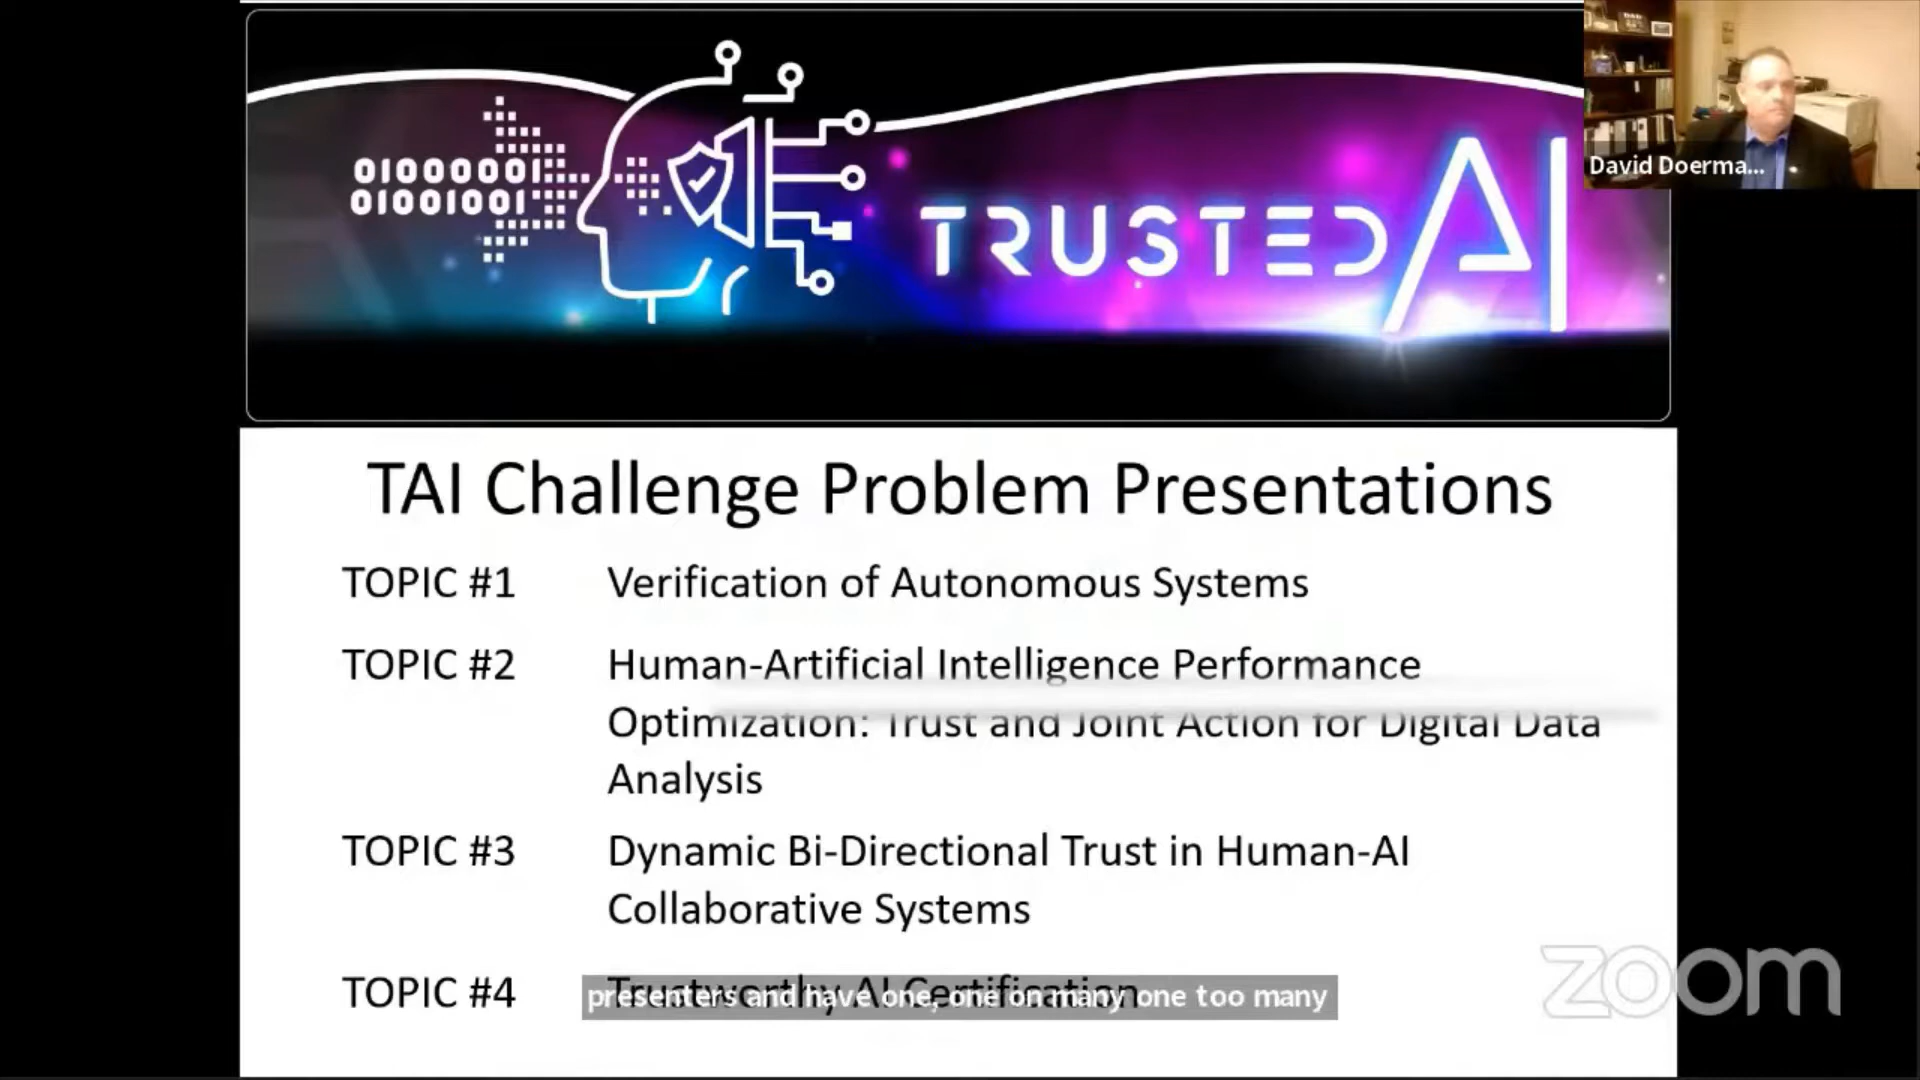 01000001
01001001
TRUSTED AI
David Doerma...
TAI Challenge Problem Presentations
TOPIC #1 Verification of Autonomous Systems
TOPIC #2 Human-Artificial Intelligence Performance
Optimization: Trust and Joint Action for Digital Data
Analysis
TOPIC #3 Dynamic Bi-Directional Trust in Human-AI
Collaborative Systems
TOPIC #4 Trustworthy AI Certification
presenters and have one, one on many one too many
zoom